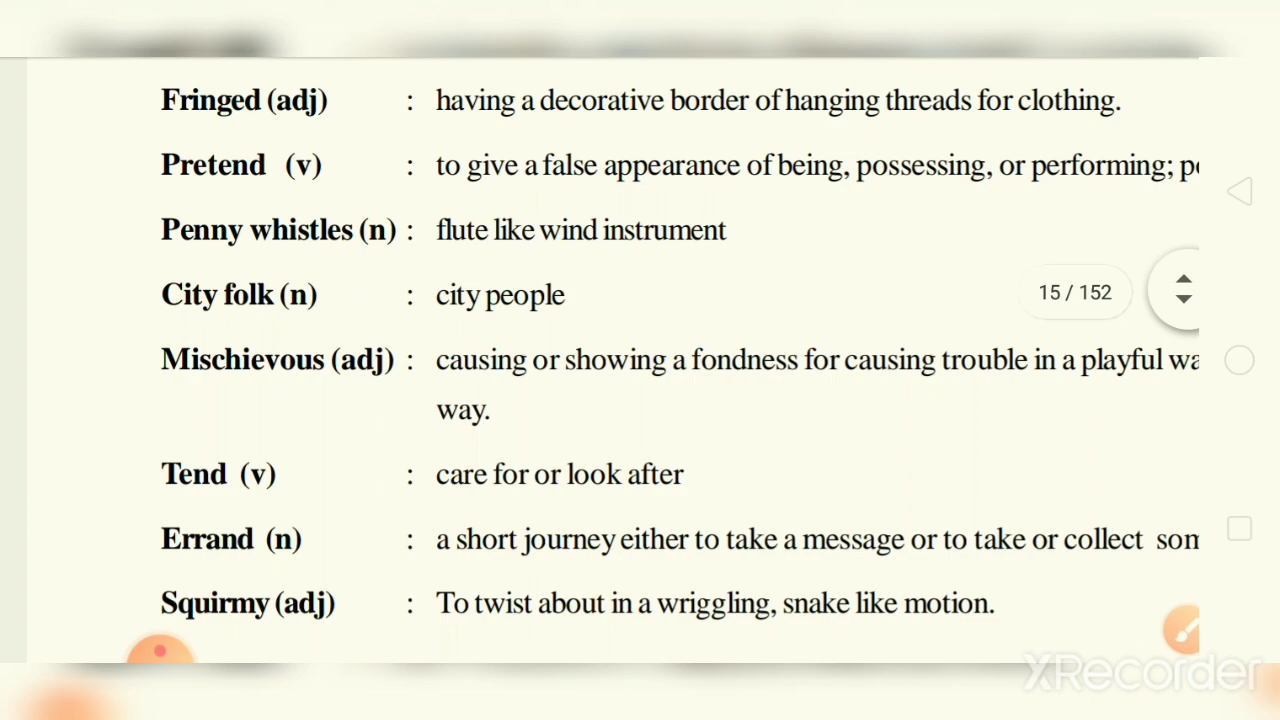 Fringed (adj) : having a decorative border of hanging threads for clothing.
Pretend (v) : to give a false appearance of being, possessing, or performing;
Penny whistles (n) : flute like wind instrument
City folk (n) : city people
15 / 152
Mischievous (adj) : causing or showing a fondness for causing trouble in a playful
way.
Tend (v) : care for or look after
Errand (n) : a short journey either to take a message or to take or collect
Squirmy (adj) : To twist about in a wriggling, snake like motion.
XRecorder